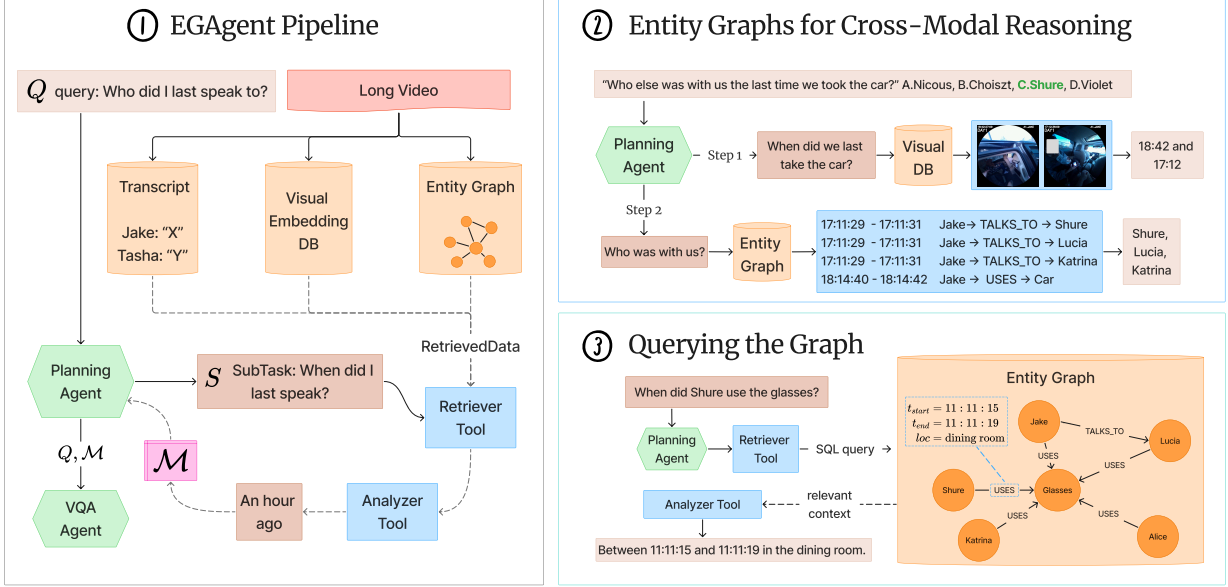 1 EGAgent Pipeline
Q query: Who did I last speak to?
Long Video
Transcript
Jake: “X”
Tasha: “Y”
Visual
Embedding
DB
Entity Graph
RetrievedData
Planning
Agent
S SubTask: When did I
last speak?
Retriever
Tool
Q, M
M
An hour
ago
Analyzer
Tool
VQA
Agent
2 Entity Graphs for Cross-Modal Reasoning
“Who else was with us the last time we took the car?” A.Nicous, B.Choiszt, C.Shure, D.Violet
Planning
Agent
Step 1
When did we last
take the car?
Visual
DB
18:42 and
17:12
Step 2
Who was with us?
Entity
Graph
17:11:29 - 17:11:31 Jake→ TALKS_TO → Shure
17:11:29 - 17:11:31 Jake→ TALKS_TO → Lucia
17:11:29 - 17:11:31 Jake→ TALKS_TO → Katrina
18:14:40 - 18:14:42 Jake → USES → Car
Shure,
Lucia,
Katrina
3 Querying the Graph
When did Shure use the glasses?
Planning
Agent
Retriever
Tool
SQL query
Analyzer Tool
relevant
context
Between 11:11:15 and 11:11:19 in the dining room.
Entity Graph
t_start = 11 : 11 : 15
t_end = 11 : 11 : 19
loc = dining room
Jake
TALKS_TO
Lucia
USES
USES
Shure
USES
Glasses
USES
USES
Katrina
Alice